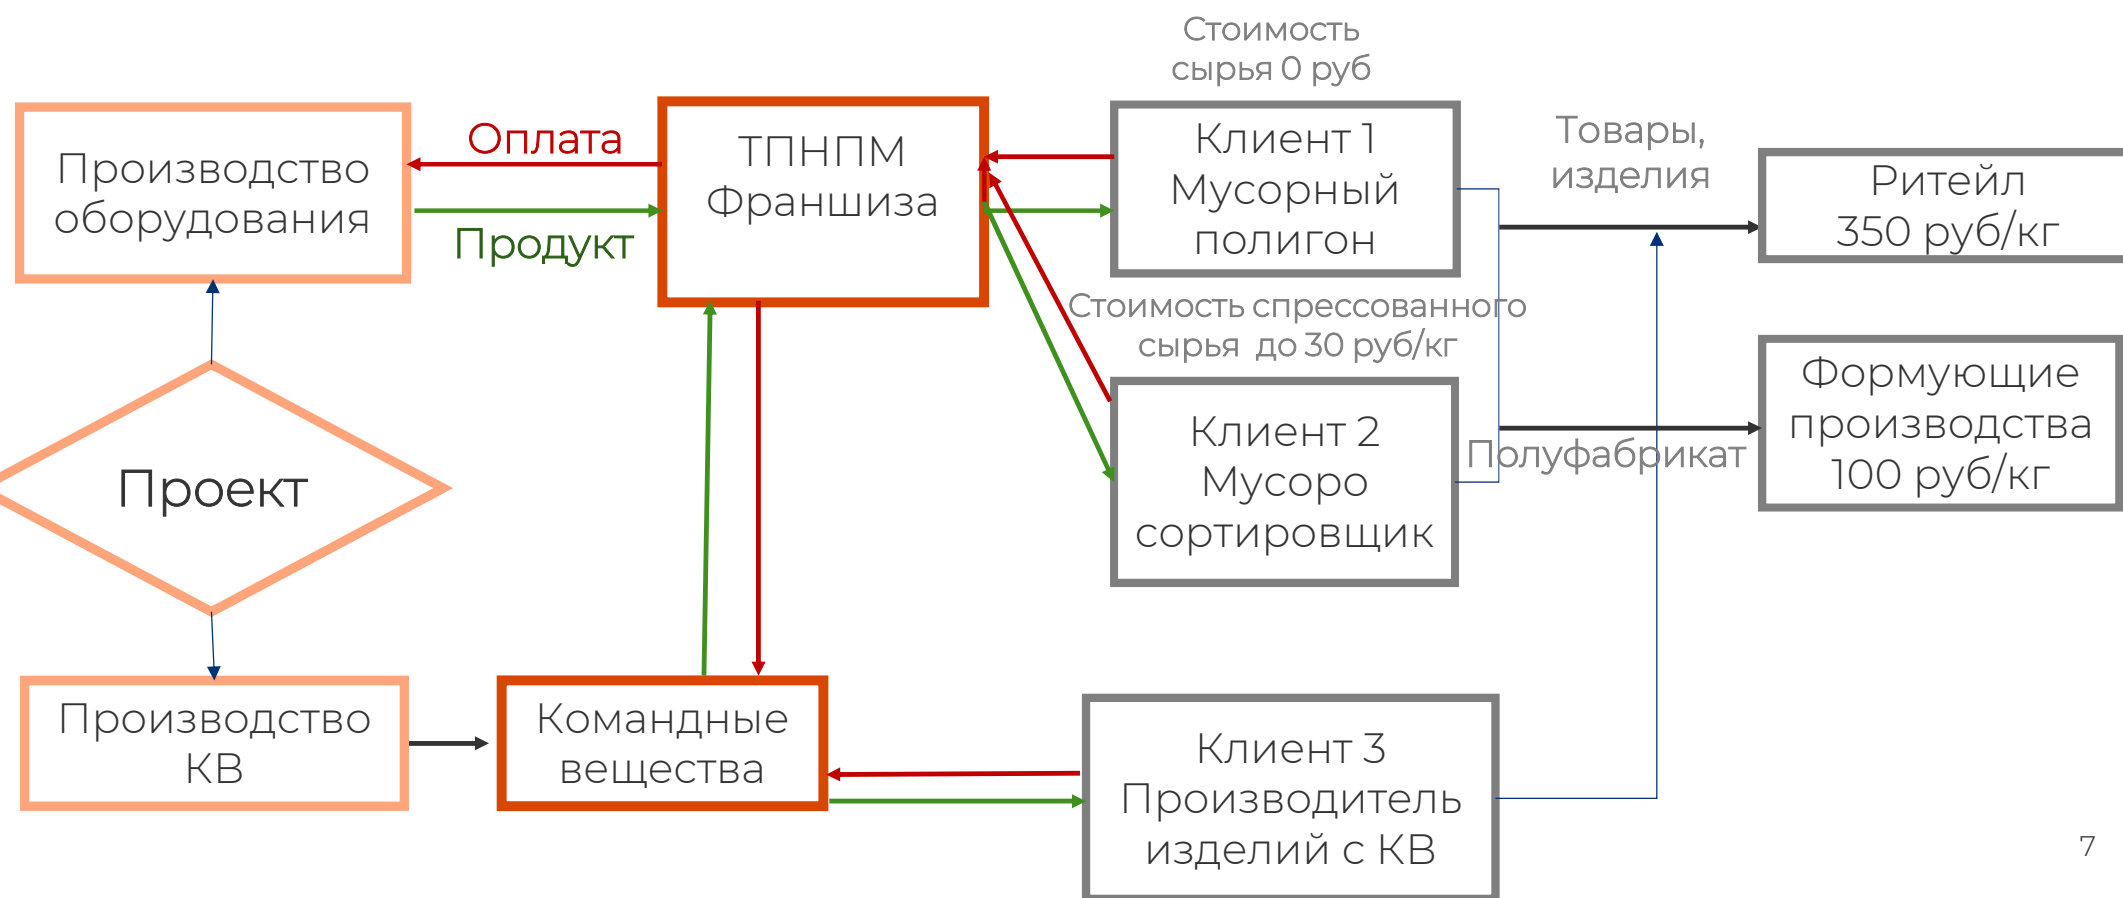 Стоимость
сырья 0 руб
Производство
оборудования
Оплата
Продукт
ТПНПМ
Франшиза
Клиент 1
Мусорный
полигон
Товары,
изделия
Ритейл
350 руб/кг
Стоимость спрессованного
сырья до 30 руб/кг
Формующие
производства
100 руб/кг
Проект
Клиент 2
Мусоро
сортировщик
Полуфабрикат
Производство
КВ
Командные
вещества
Клиент 3
Производитель
изделий с КВ
7